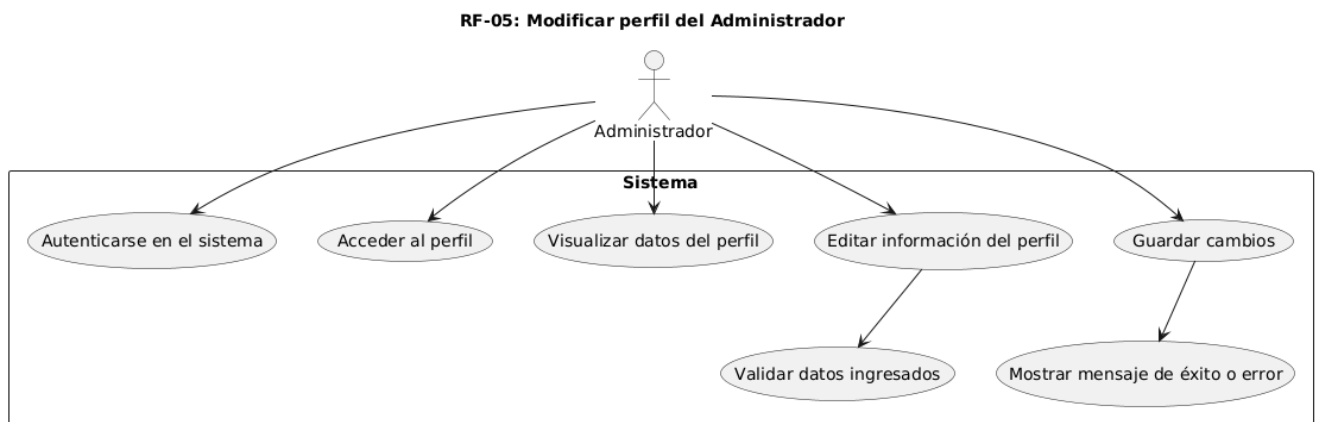 RF-05: Modificar perfil del Administrador
Administrador
Sistema
Autenticarse en el sistema
Acceder al perfil
Visualizar datos del perfil
Editar información del perfil
Guardar cambios
Validar datos ingresados
Mostrar mensaje de éxito o error